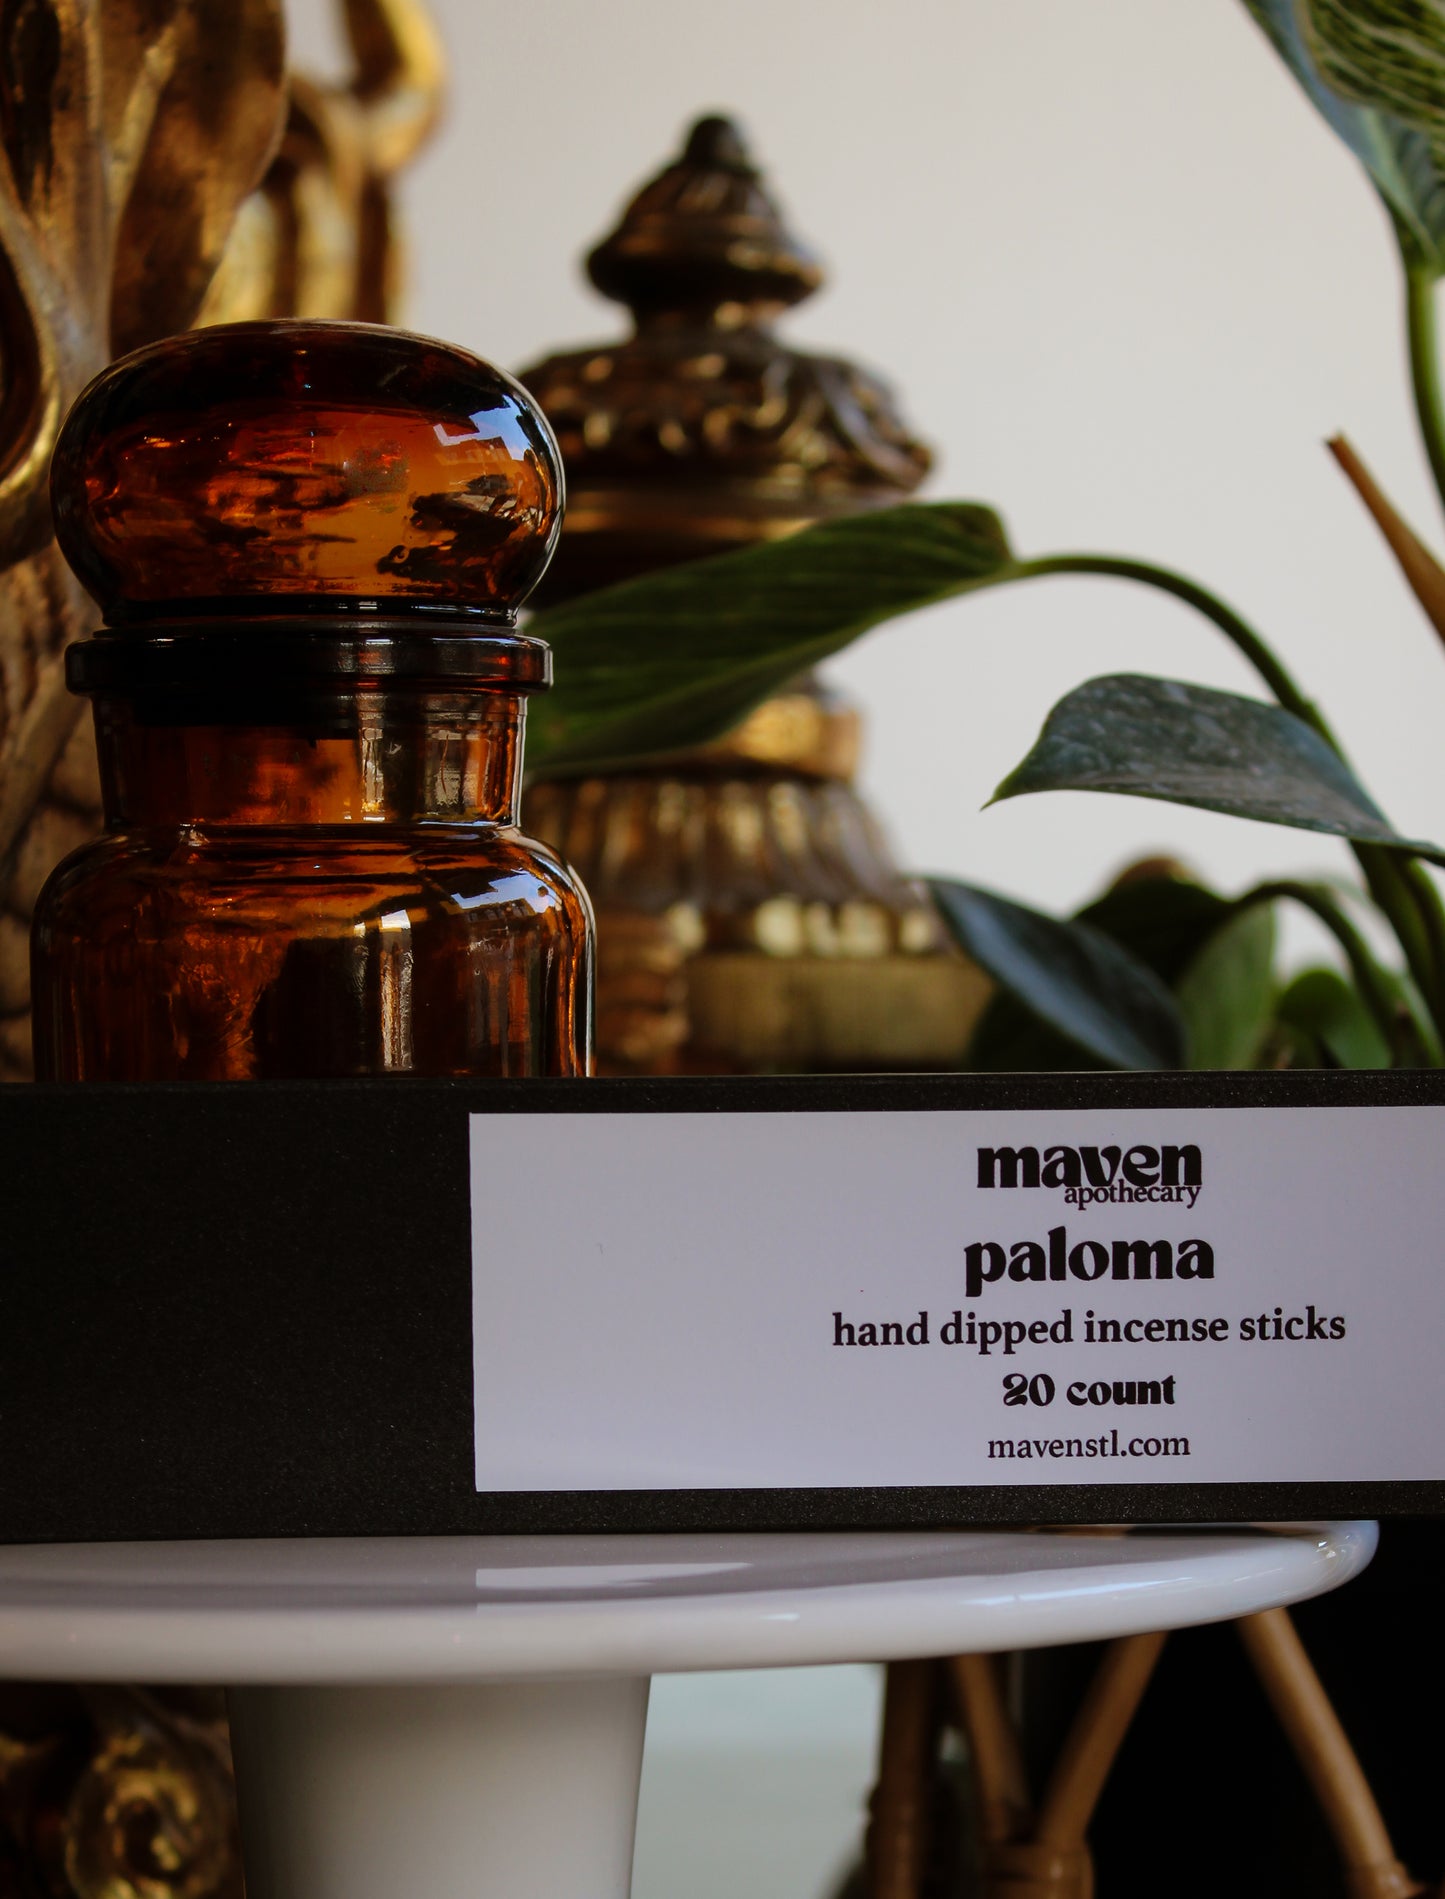 maven
apothecary
paloma
hand dipped incense sticks
20 count
mavenstl.com